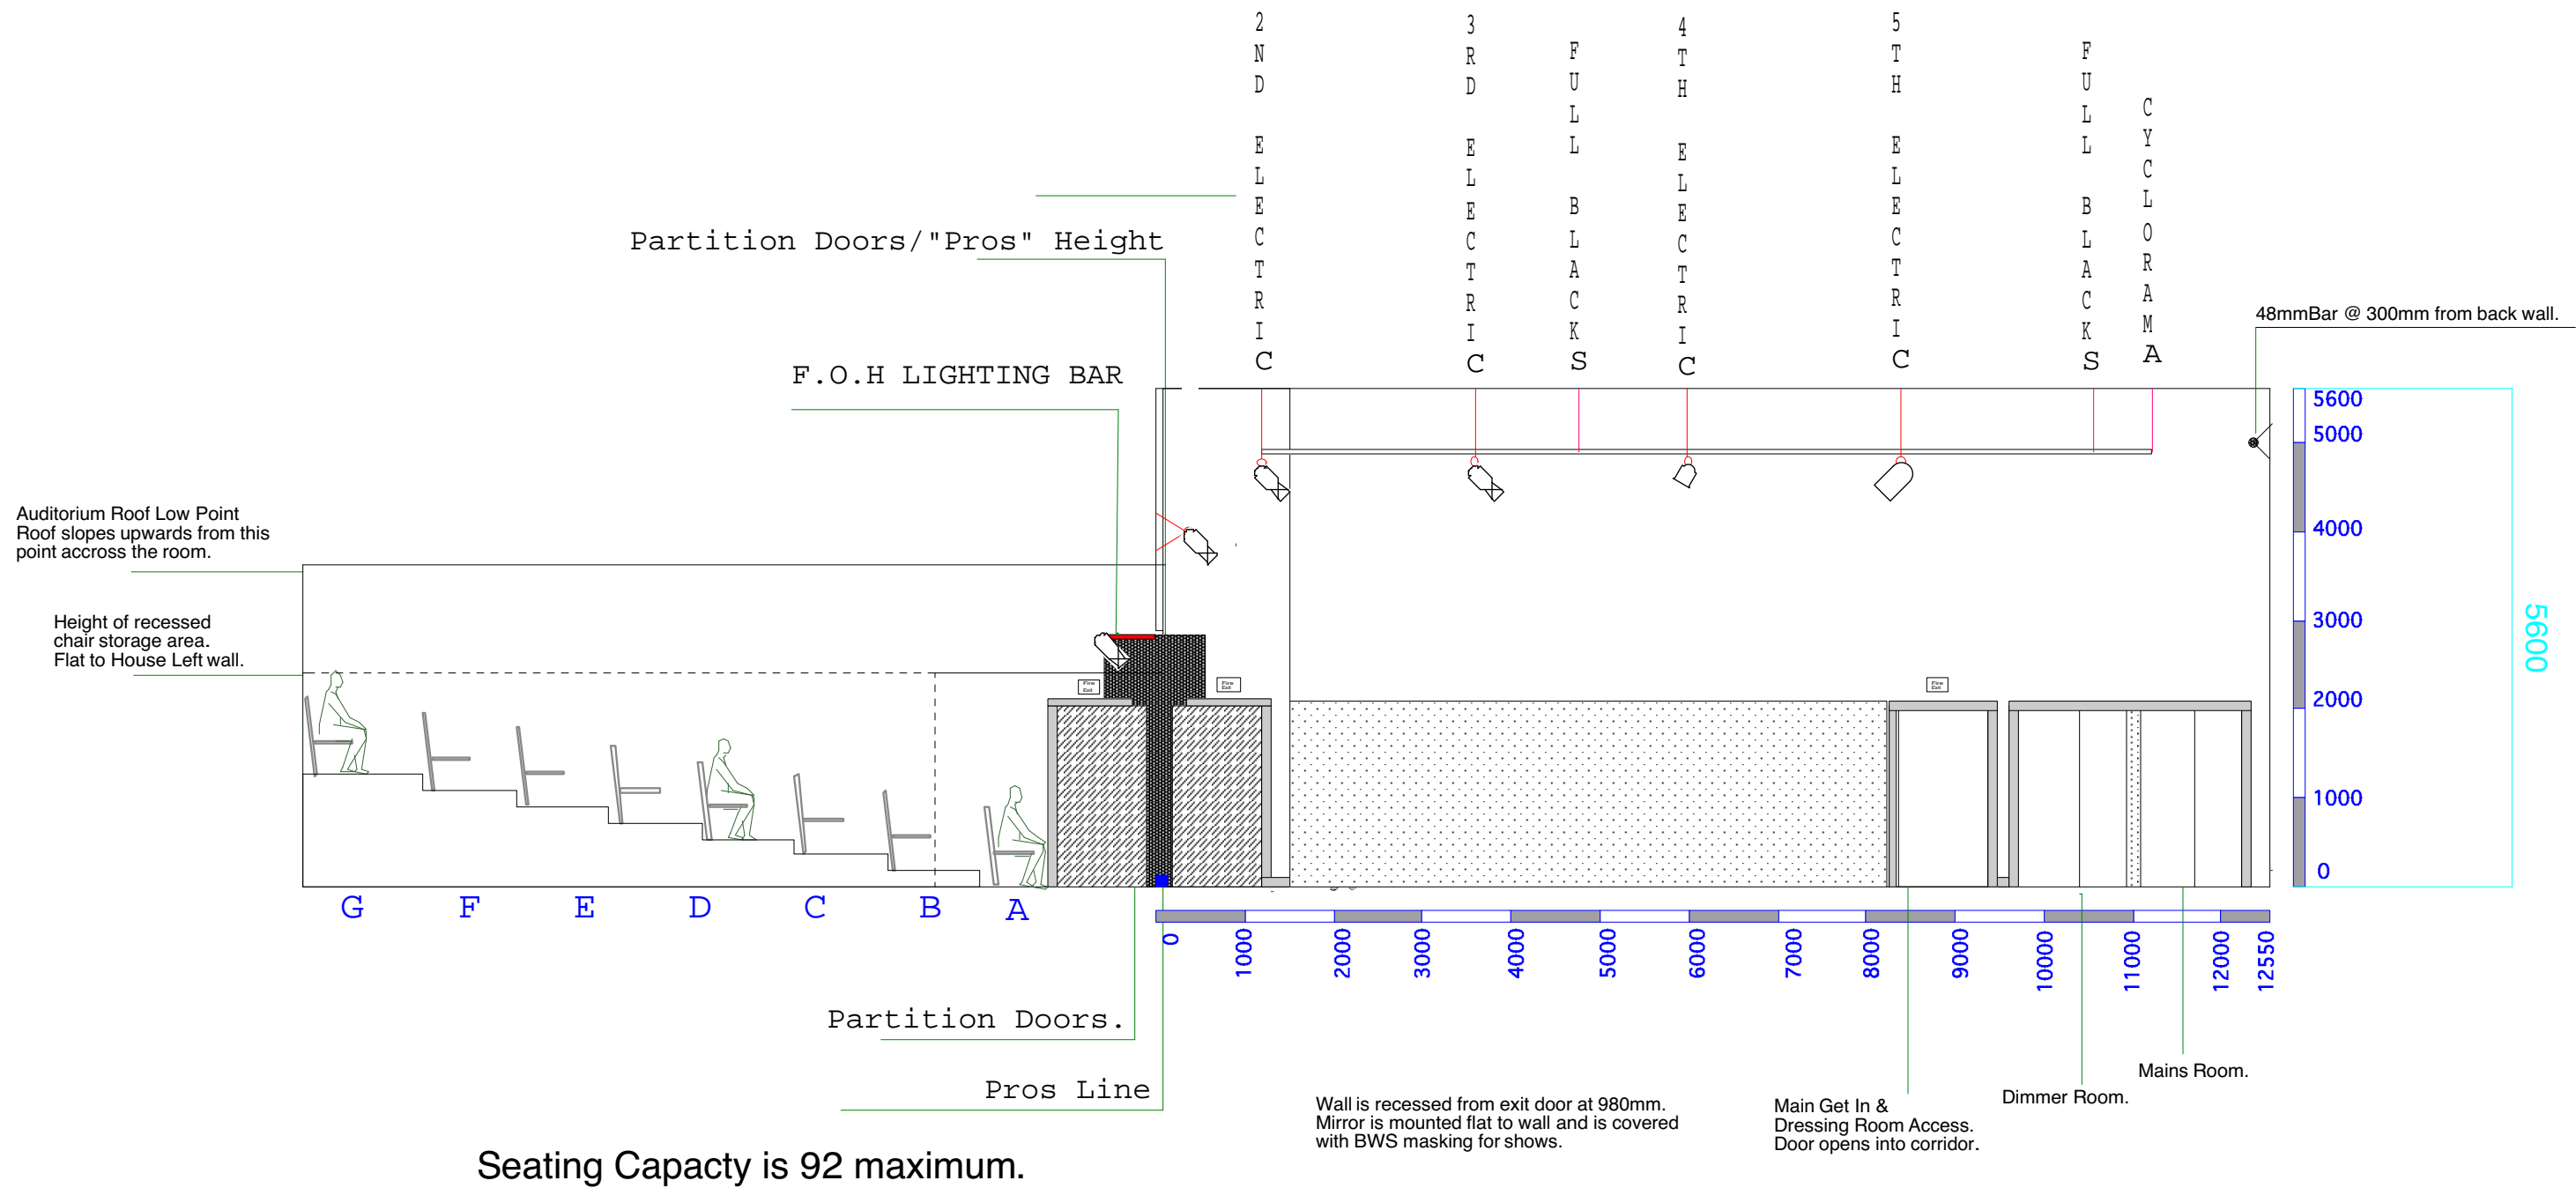 2ND ELECTRIC
3RD ELECTRIC
FULL BLACKS
4TH ELECTRIC
5TH ELECTRIC
FULL BLACKS
CYCLORAMA
Partition Doors/"Pros" Height
48mmBar @ 300mm from back wall.
F.O.H LIGHTING BAR
5600
5000
4000
3000
2000
1000
0
5600
Auditorium Roof Low Point
Roof slopes upwards from this
point accross the room.
Height of recessed
chair storage area.
Flat to House Left wall.
Fire
Exit
Fire
Exit
Fire
Exit
G F E D C B A
0 1000 2000 3000 4000 5000 6000 7000 8000 9000 10000 11000 12000 12550
Partition Doors.
Pros Line
Wall is recessed from exit door at 980mm.
Mirror is mounted flat to wall and is covered
with BWS masking for shows.
Main Get In &
Dressing Room Access.
Door opens into corridor.
Dimmer Room.
Mains Room.
Seating Capacty is 92 maximum.